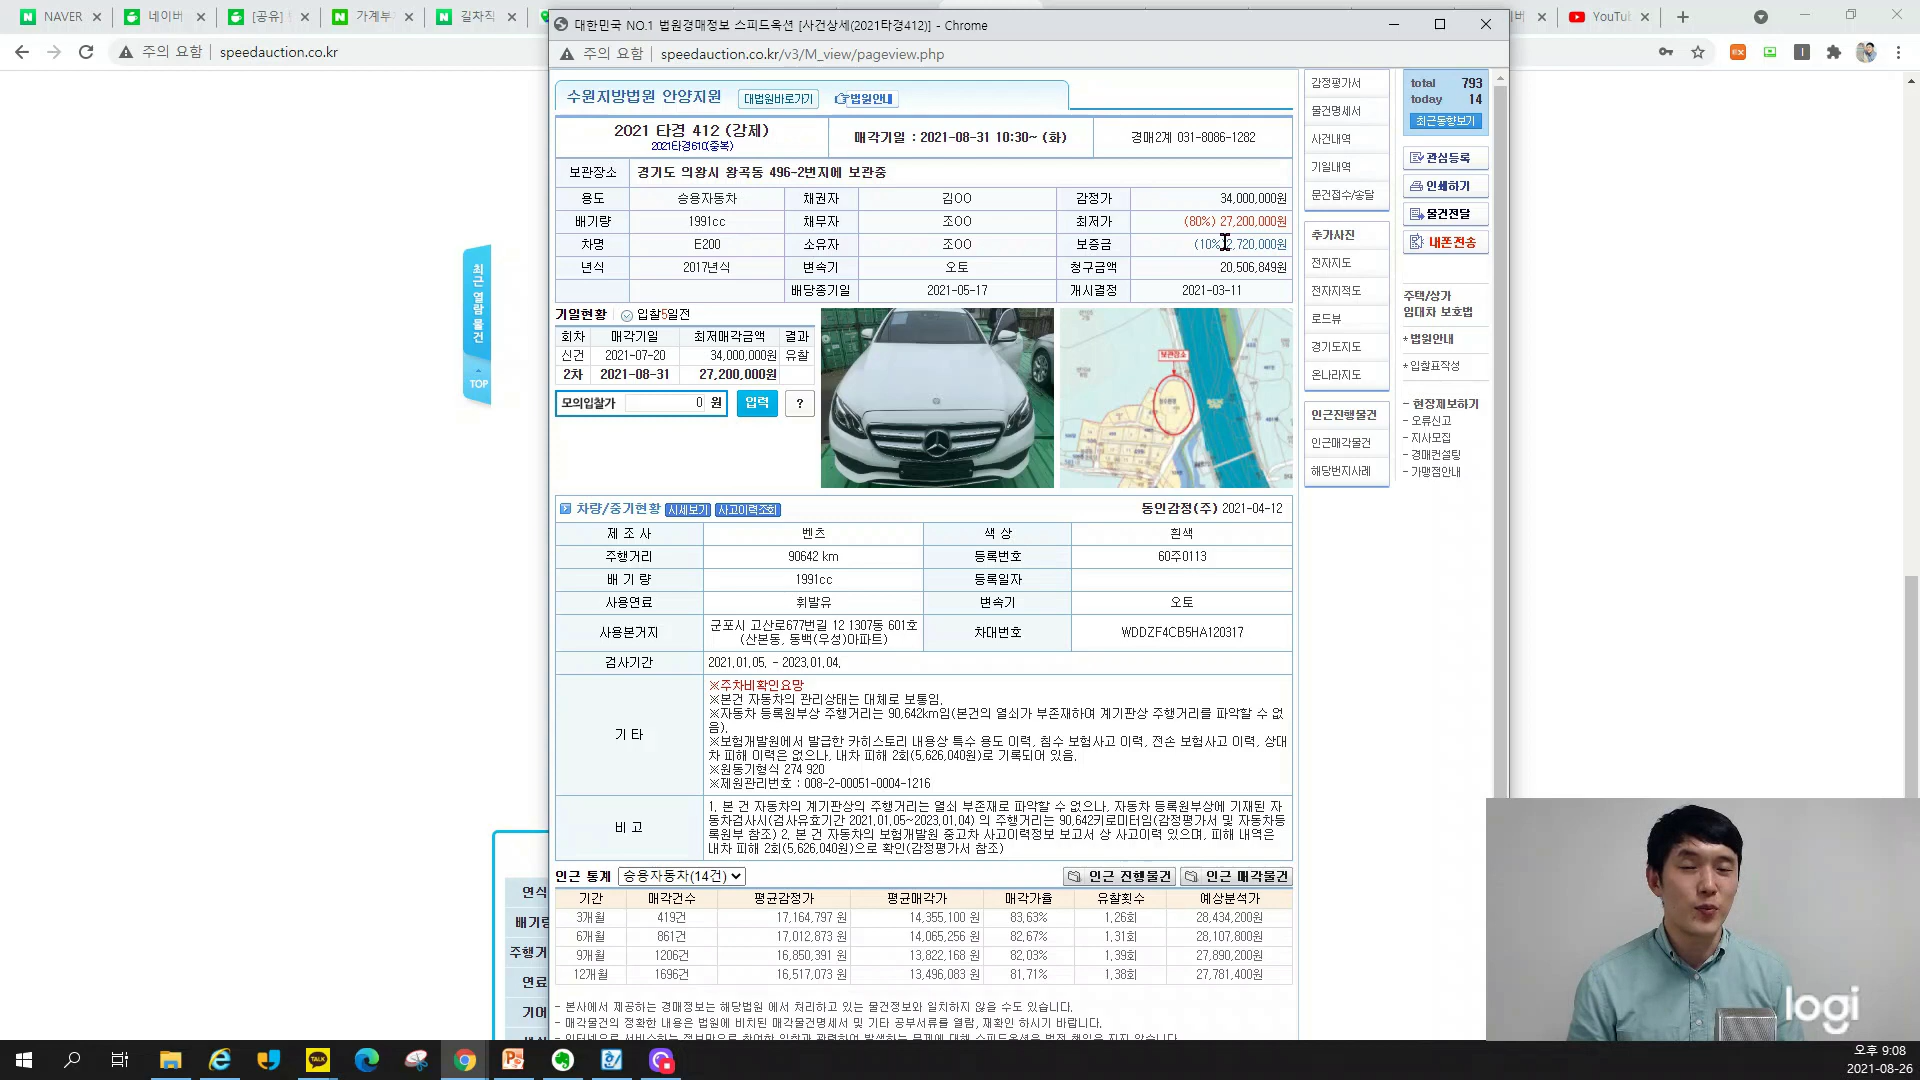 NAVER
네이버
[공유]
가계부
길차직
YouTu
주의 요함
speedauction.co.kr
대한민국 NO.1 법원경매정보 스피드옥션 [사건상세(2021타경412)] - Chrome
주의 요함
speedauction.co.kr/v3/M_view/pageview.php
수원지방법원 안양지원
대법원바로가기
법원안내
2021 타경 412 (강제)
2021타경610(중복)
매각기일 : 2021-08-31 10:30~ (화)
경매2계 031-8086-1282
보관장소 경기도 의왕시 왕곡동 496-2번지에 보관중
용도 승용자동차 채권자 김OO 감정가 34,000,000원
배기량 1991cc 채무자 조OO 최저가 (80%) 27,200,000원
차명 E200 소유자 조OO 보증금 (10%) 2,720,000원
년식 2017년식 변속기 오토 청구금액 20,506,849원
배당종기일 2021-05-17 개시결정 2021-03-11
기일현황 입찰5일전
회차 매각기일 최저매각금액 결과
신건 2021-07-20 34,000,000원 유찰
2차 2021-08-31 27,200,000원
모의입찰가 0 원 입력 ?
보관장소
차량/중기현황 시세보기 사고이력조회 동인감정(주) 2021-04-12
제 조 사 벤츠 색 상 흰색
주행거리 90642 km 등록번호 60주0113
배 기 량 1991cc 등록일자
사용연료 휘발유 변속기 오토
사용본거지 군포시 고산로677번길 12 1307동 601호
(산본동, 동백(우성)아파트) 차대번호 WDDZF4CB5HA120317
검사기간 2021.01.05. - 2023.01.04.
기 타
※주차비확인요망
※본건 자동차의 관리상태는 대체로 보통임.
※자동차 등록원부상 주행거리는 90,642km임(본건의 열쇠가 부존재하여 계기판상 주행거리를 파악할 수 없
음).
※보험개발원에서 발급한 카히스토리 내용상 특수 용도 이력, 침수 보험사고 이력, 전손 보험사고 이력, 상대
차 피해 이력은 없으나, 내차 피해 2회(5,626,040원)로 기록되어 있음.
※원동기형식 274 920
※제원관리번호 : 008-2-00051-0004-1216
비 고
1. 본 건 자동차의 계기판상의 주행거리는 열쇠 부존재로 파악할 수 없으나, 자동차 등록원부상에 기재된 자
동차검사시(검사유효기간 2021.01.05~2023.01.04) 의 주행거리는 90,642키로미터임(감정평가서 및 자동차등
록원부 참조) 2. 본 건 자동차의 보험개발원 중고차 사고이력정보 보고서 상 사고이력 있으며, 피해 내역은
내차 피해 2회(5,626,040원)으로 확인(감정평가서 참조)
인근 통계 승용자동차(14건) 인근 진행물건 인근 매각물건
기간 매각건수 평균감정가 평균매각가 매각가율 유찰횟수 예상분석가
3개월 419건 17,164,797 원 14,355,100 원 83,63% 1,26회 28,434,200원
6개월 861건 17,012,873 원 14,065,256 원 82,67% 1,31회 28,107,800원
9개월 1206건 16,850,391 원 13,822,168 원 82,03% 1,39회 27,890,200원
12개월 1696건 16,517,073 원 13,496,083 원 81,71% 1,38회 27,781,400원
- 본사에서 제공하는 경매정보는 해당법원 에서 처리하고 있는 물건정보와 일치하지 않을 수도 있습니다.
- 매각물건의 정확한 내용은 법원에 비치된 매각물건명세서 및 기타 공부서류를 열람, 재확인 하시기 바랍니다.
감정평가서
물건명세서
사건내역
기일내역
문건접수/송달
추가사진
전자지도
전자지적도
로드뷰
경기도지도
온나라지도
인근진행물건
인근매각물건
해당번지사례
total 793
today 14
최근동향보기
관심등록
인쇄하기
물건전달
내폰전송
주택/상가
임대차 보호법
*법원안내
*입찰표작성
- 현장제보하기
- 오류신고
- 지사모집
- 경매컨설팅
- 가맹점안내
최근 열람 물건
TOP
연식
배기량
주행거
연료
기어
logi
TALK
오후 9:08
2021-08-26